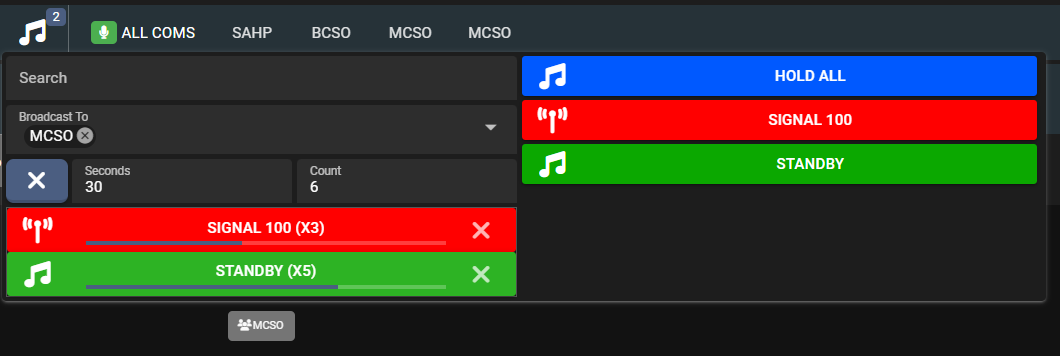 2
ALL COMS
SAHP
BCSO
MCSO
MCSO
Search
Broadcast To
MCSO
Seconds
30
Count
6
SIGNAL 100 (X3)
STANDBY (X5)
HOLD ALL
SIGNAL 100
STANDBY
MCSO